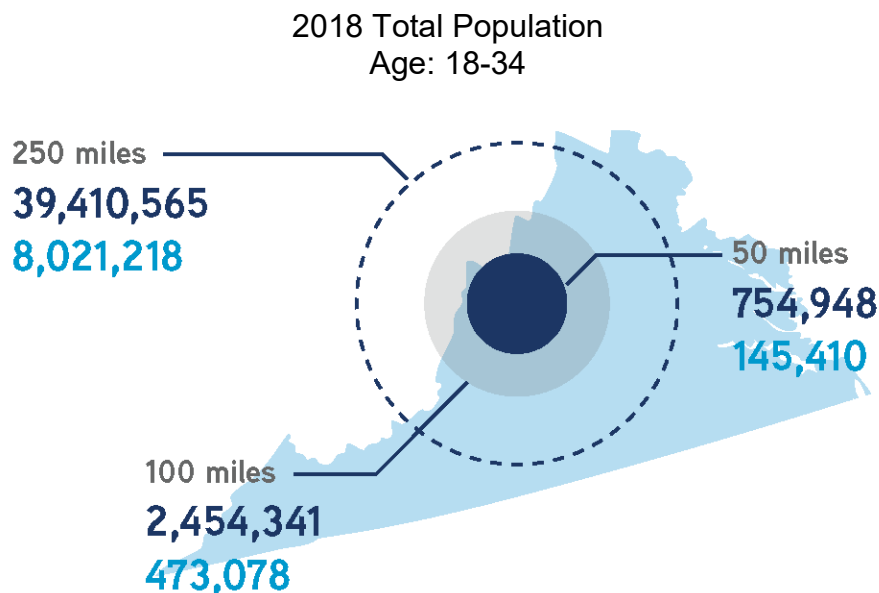 2018 Total Population
Age: 18-34
250 miles
39,410,565
8,021,218
50 miles
754,948
145,410
100 miles
2,454,341
473,078